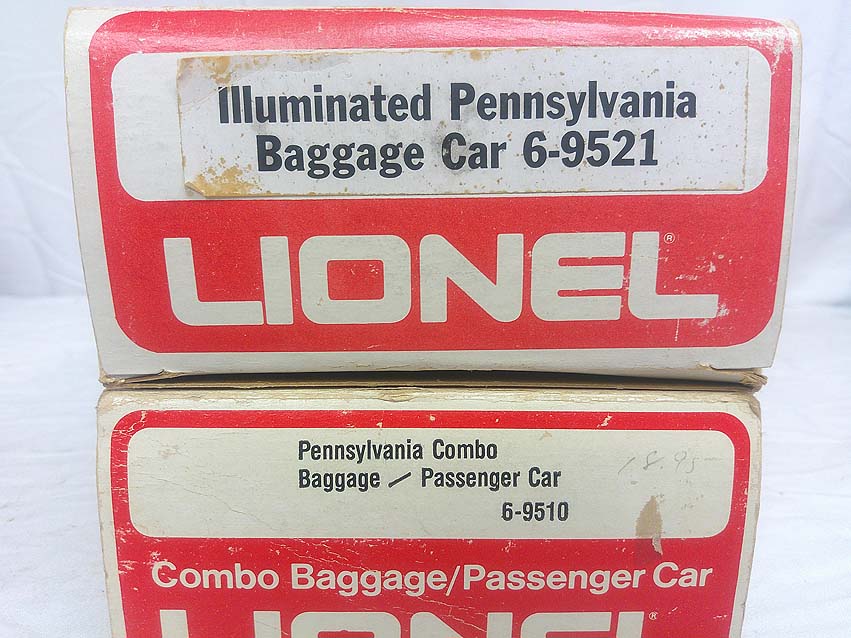 Illuminated Pennsylvania
Baggage Car 6-9521
LIONEL®
Pennsylvania Combo
Baggage / Passenger Car
6-9510
18.95
Combo Baggage/Passenger Car
LIONEL®